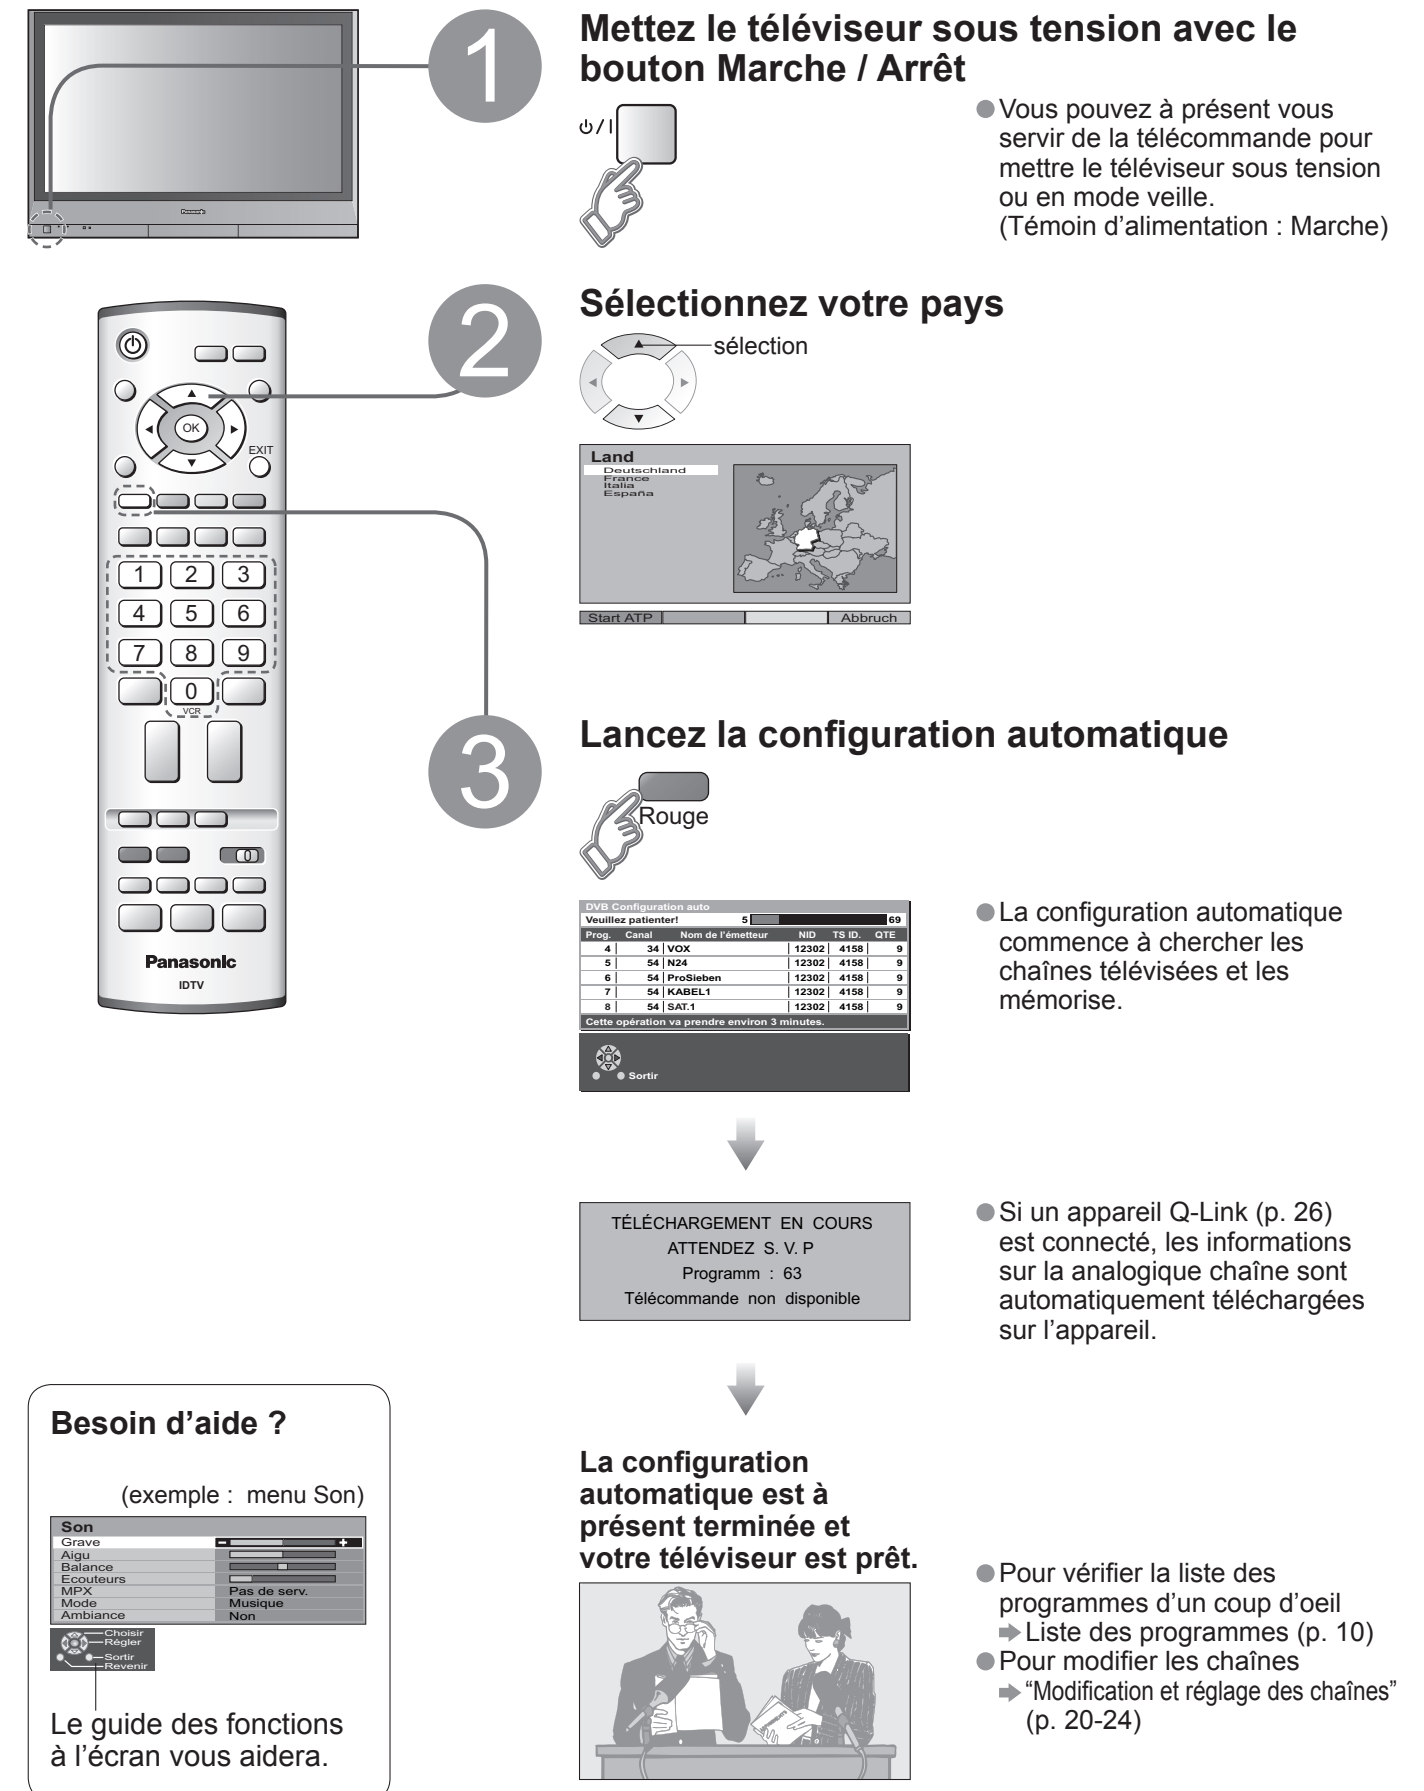 1
Mettez le téléviseur sous tension avec le
bouton Marche / Arrêt
Panasonic
/ I
● Vous pouvez à présent vous
servir de la télécommande pour
mettre le téléviseur sous tension
ou en mode veille.
(Témoin d'alimentation : Marche)
2
Sélectionnez votre pays
sélection
OK
EXIT
1 2 3
4 5 6
7 8 9
0
VCR
Panasonic
IDTV
Land
Deutschland
France
Italia
España
Start ATP Abbruch
3
Lancez la configuration automatique
Rouge
DVB Configuration auto
Veuillez patienter! 5 69
Prog. Canal Nom de l'émetteur NID TS ID. QTE
4 34 VOX 12302 4158 9
5 54 N24 12302 4158 9
6 54 ProSieben 12302 4158 9
7 54 KABEL1 12302 4158 9
8 54 SAT.1 12302 4158 9
Cette opération va prendre environ 3 minutes.
Sortir
● La configuration automatique
commence à chercher les
chaînes télévisées et les
mémorise.
TÉLÉCHARGEMENT EN COURS
ATTENDEZ S. V. P
Programm : 63
Télécommande non disponible
● Si un appareil Q-Link (p. 26)
est connecté, les informations
sur la analogique chaîne sont
automatiquement téléchargées
sur l'appareil.
La configuration
automatique est à
présent terminée et
votre téléviseur est prêt.
● Pour vérifier la liste des
programmes d'un coup d'oeil
➡ Liste des programmes (p. 10)
● Pour modifier les chaînes
➡ “Modification et réglage des chaînes”
(p. 20-24)
Besoin d'aide ?
(exemple : menu Son)
Son
Grave - +
Aigu
Balance
Ecouteurs
MPX Pas de serv.
Mode Musique
Ambiance Non
Choisir
Régler
Sortir
Revenir
Le guide des fonctions
à l'écran vous aidera.